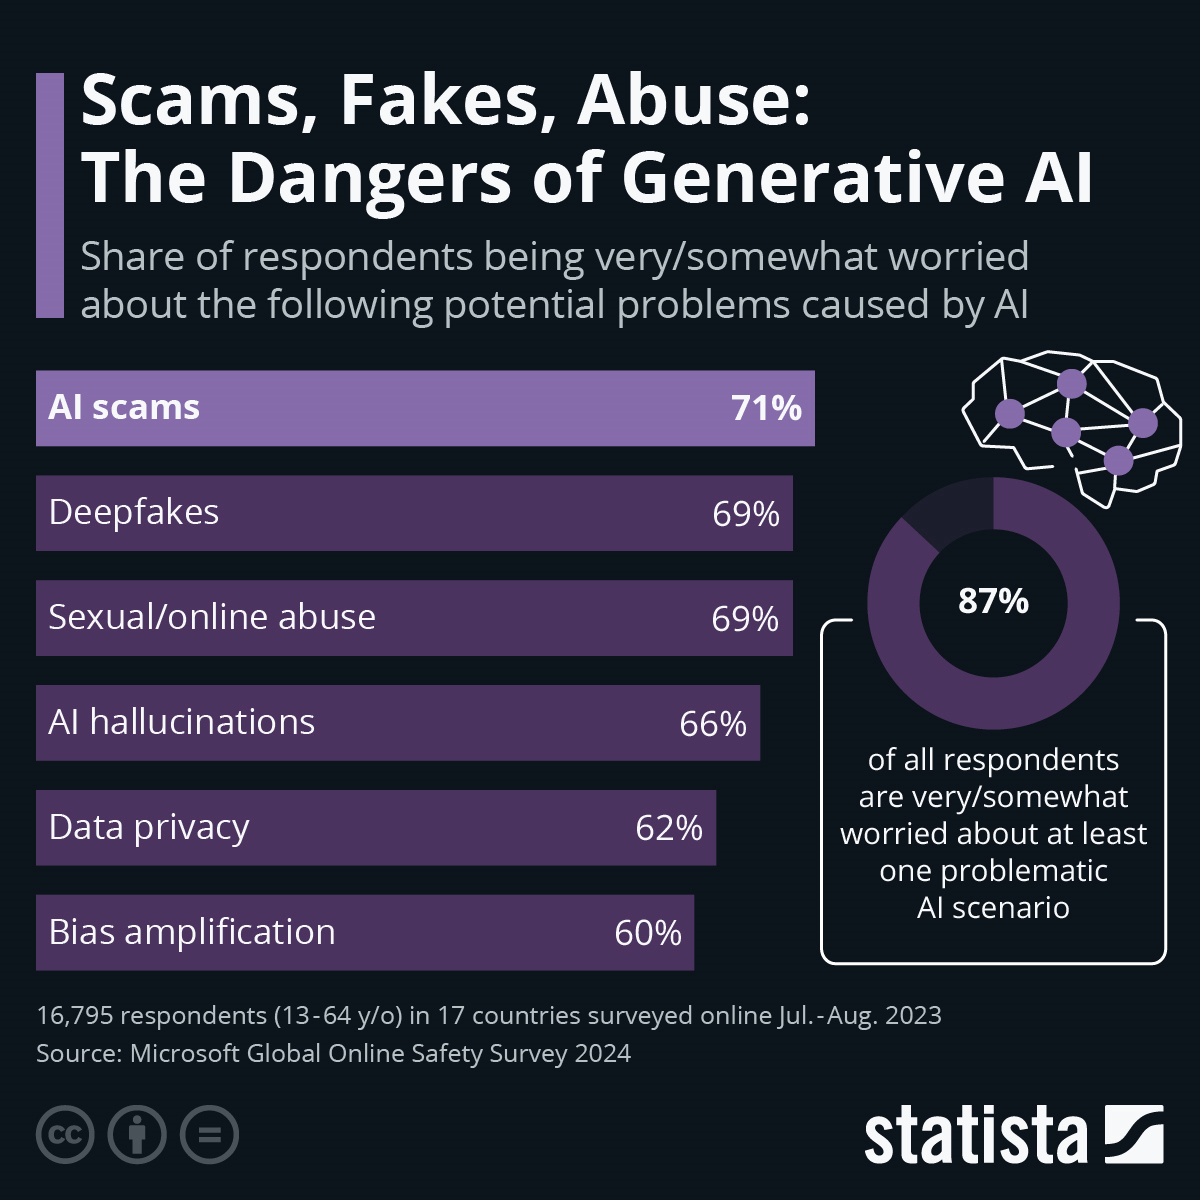 Scams, Fakes, Abuse:
The Dangers of Generative AI
Share of respondents being very/somewhat worried
about the following potential problems caused by AI
AI scams 71%
Deepfakes 69%
Sexual/online abuse 69%
AI hallucinations 66%
Data privacy 62%
Bias amplification 60%
87%
of all respondents
are very/somewhat
worried about at least
one problematic
AI scenario
16,795 respondents (13-64 y/o) in 17 countries surveyed online Jul.-Aug. 2023
Source: Microsoft Global Online Safety Survey 2024
cc
statista